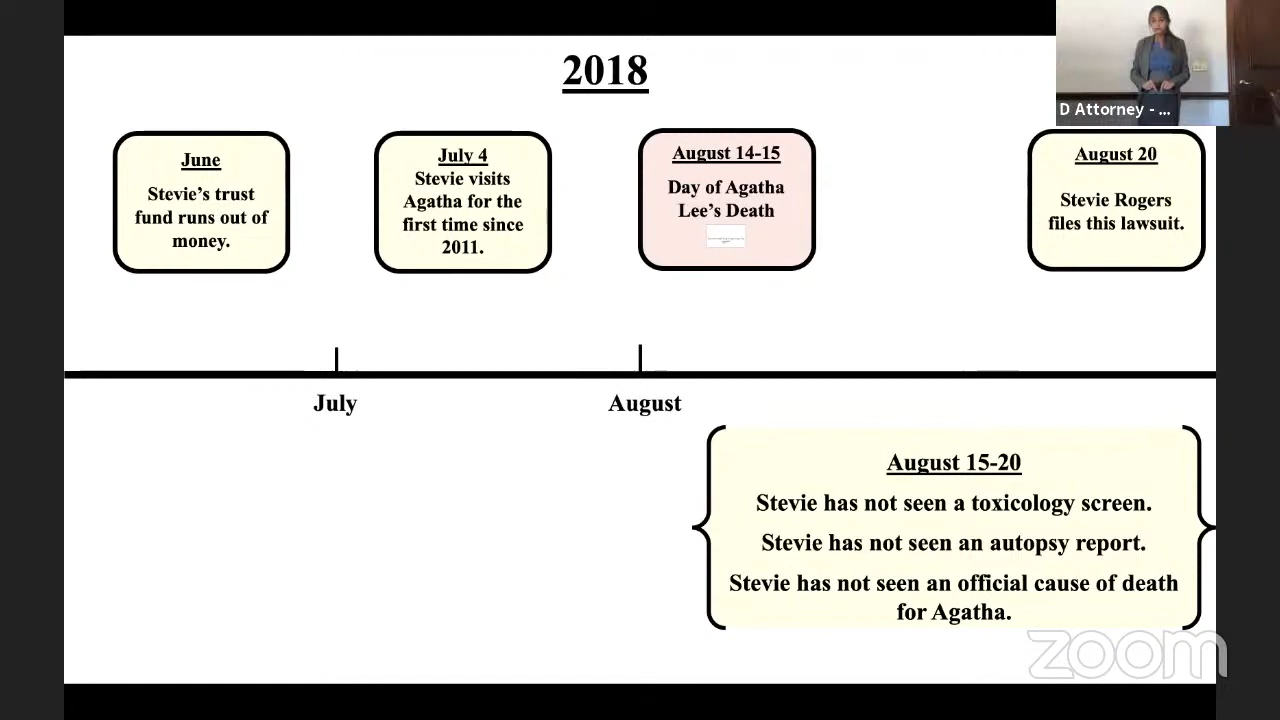 2018
D Attorney - ...
June
Stevie’s trust
fund runs out of
money.
July 4
Stevie visits
Agatha for the
first time since
2011.
August 14-15
Day of Agatha
Lee’s Death
August 20
Stevie Rogers
files this lawsuit.
July
August
August 15-20
Stevie has not seen a toxicology screen.
Stevie has not seen an autopsy report.
Stevie has not seen an official cause of death
for Agatha.
zoom